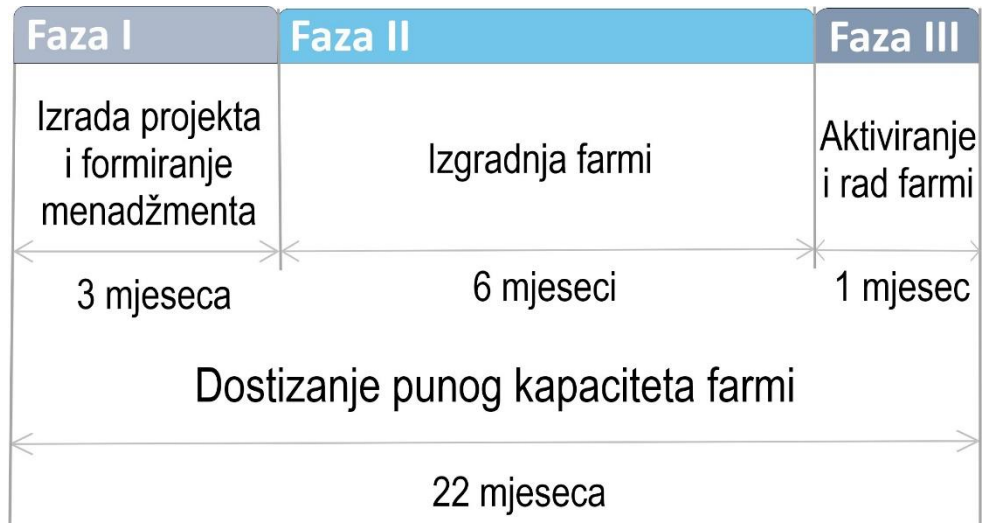 Faza I
Faza II
Faza III
Izrada projekta
i formiranje
menadžmenta
Izgradnja farmi
Aktiviranje
i rad farmi
3 mjeseca
6 mjeseci
1 mjesec
Dostizanje punog kapaciteta farmi
22 mjeseca